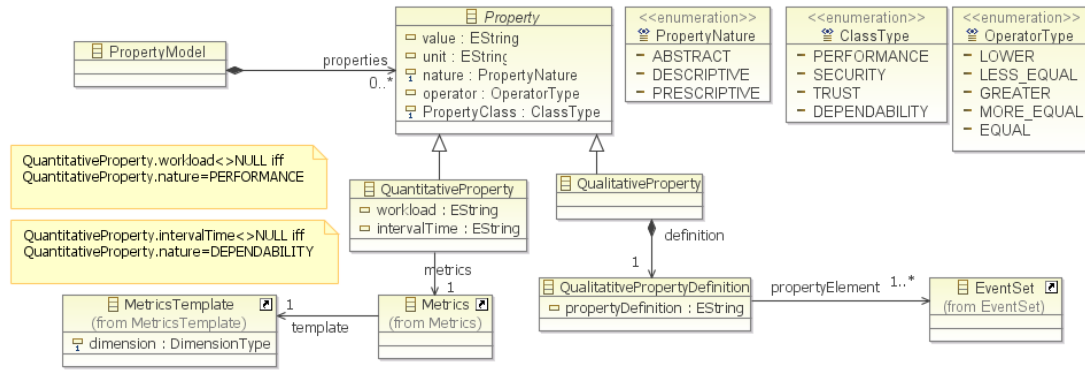 Property
value : EString
unit : EString
nature : PropertyNature
operator : OperatorType
PropertyClass : ClassType
PropertyModel
properties
0..*
<<enumeration>>
PropertyNature
ABSTRACT
DESCRIPTIVE
PRESCRIPTIVE
<<enumeration>>
ClassType
PERFORMANCE
SECURITY
TRUST
DEPENDABILITY
<<enumeration>>
OperatorType
LOWER
LESS_EQUAL
GREATER
MORE_EQUAL
EQUAL
QuantitativeProperty.workload<>NULL iff
QuantitativeProperty.nature=PERFORMANCE
QuantitativeProperty.intervalTime<>NULL iff
QuantitativeProperty.nature=DEPENDABILITY
QuantitativeProperty
workload : EString
intervalTime : EString
QualitativeProperty
definition
1
metrics
1
QualitativePropertyDefinition
propertyDefinition : EString
propertyElement
1..*
EventSet
(from EventSet)
MetricsTemplate
(from MetricsTemplate)
dimension : DimensionType
1
template
Metrics
(from Metrics)